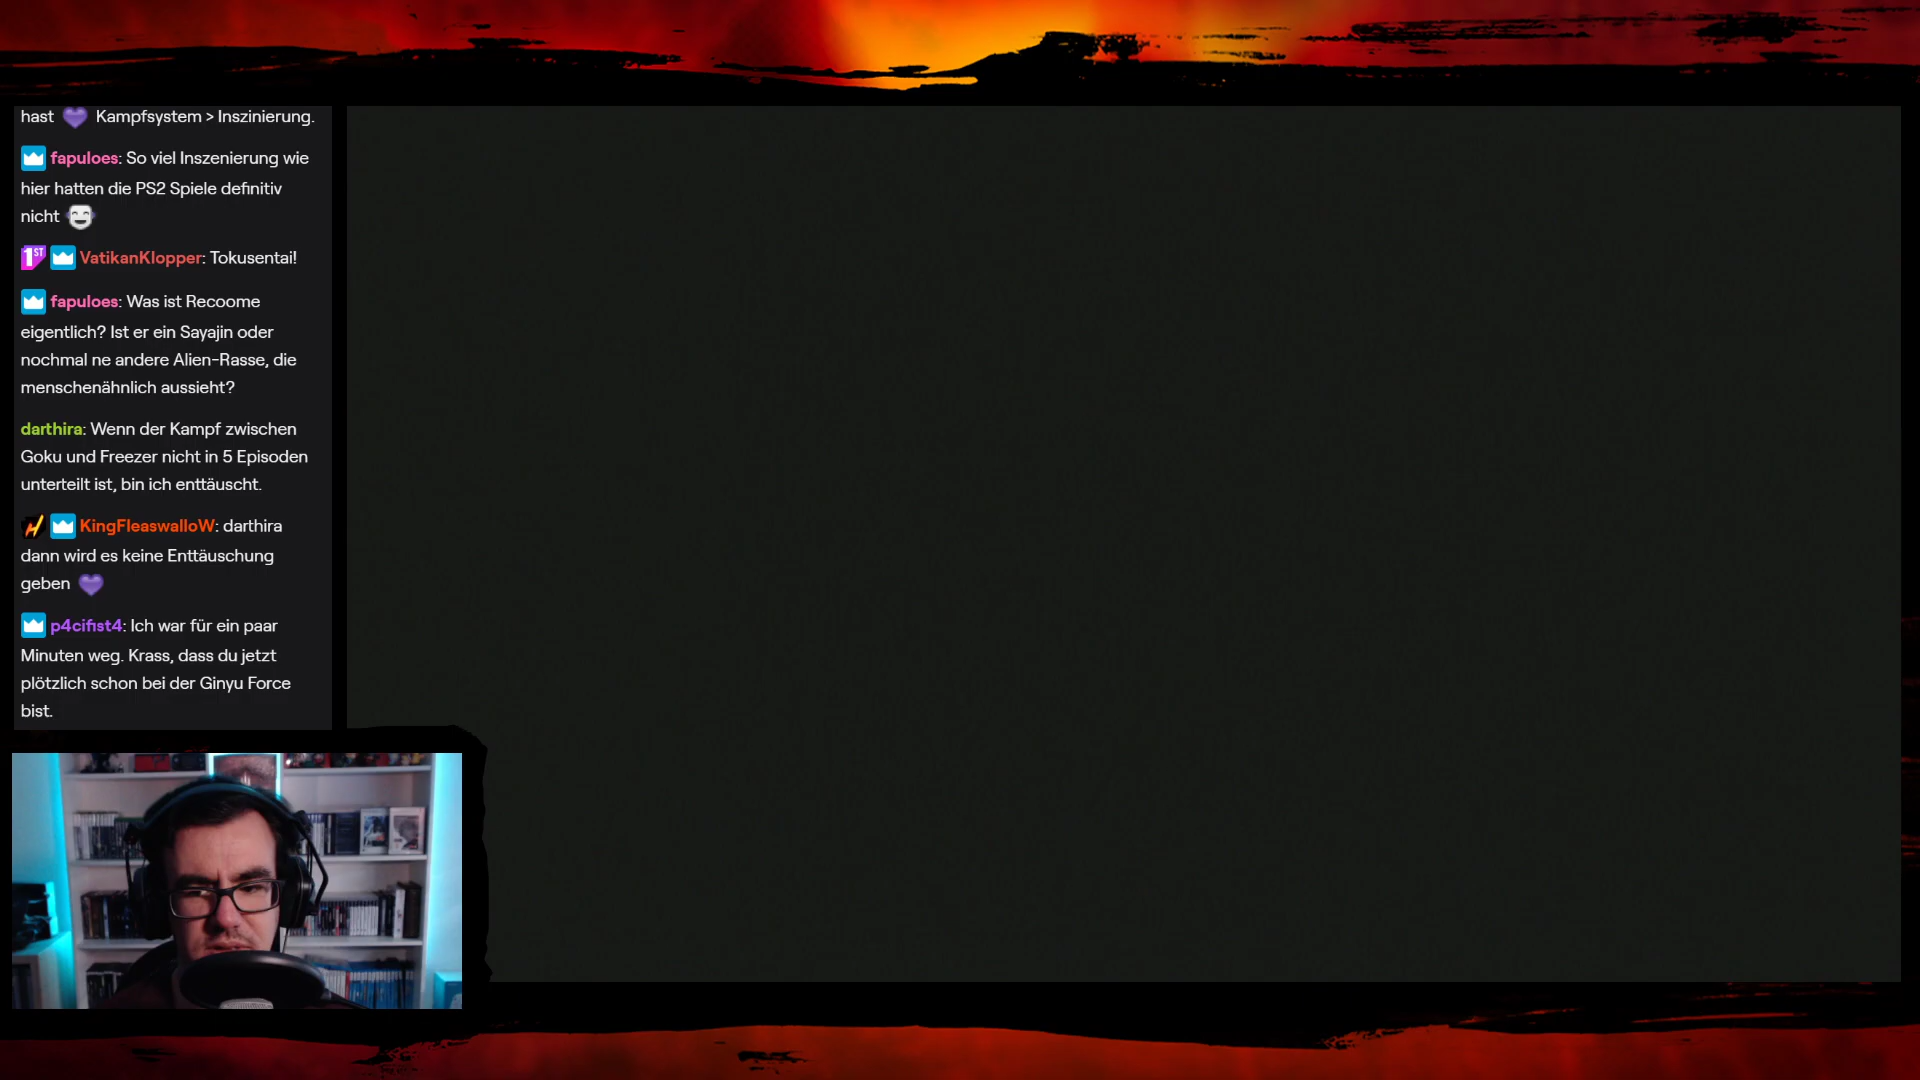 hast 💜 Kampfsystem > Inszinierung.
fapuloes: So viel Inszenierung wie
hier hatten die PS2 Spiele definitiv
nicht
1ST VatikanKlopper: Tokusentai!
fapuloes: Was ist Recoome
eigentlich? Ist er ein Sayajin oder
nochmal ne andere Alien-Rasse, die
menschenähnlich aussieht?
darthira: Wenn der Kampf zwischen
Goku und Freezer nicht in 5 Episoden
unterteilt ist, bin ich enttäuscht.
KingFleaswalloW: darthira
dann wird es keine Enttäuschung
geben 💜
p4cifist4: Ich war für ein paar
Minuten weg. Krass, dass du jetzt
plötzlich schon bei der Ginyu Force
bist.